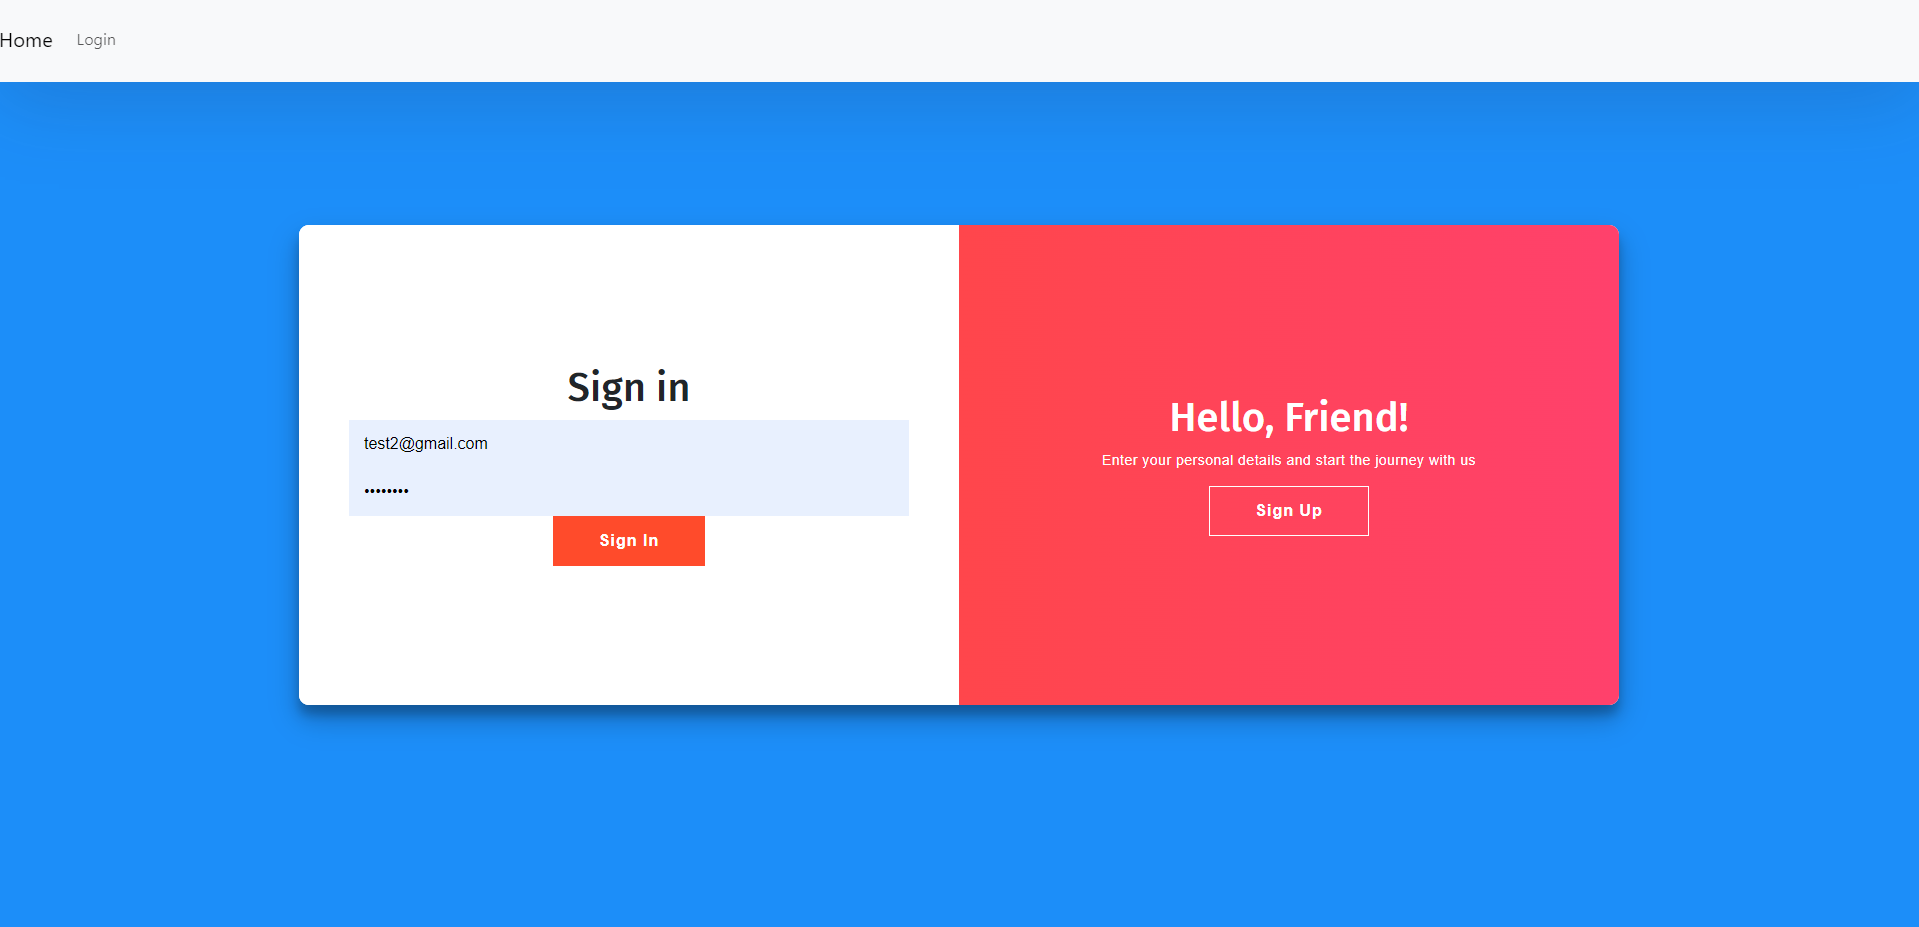 Home Login
Sign in
test2@gmail.com
••••••••
Sign In
Hello, Friend!
Enter your personal details and start the journey with us
Sign Up